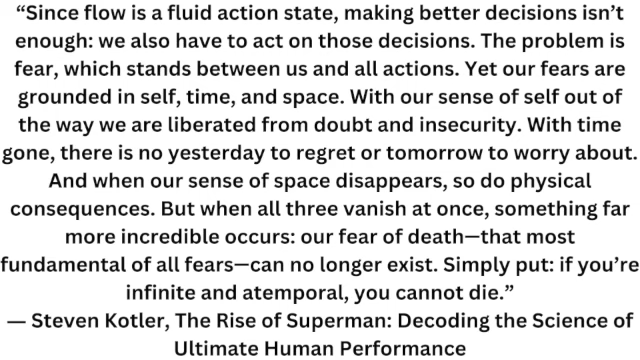 “Since flow is a fluid action state, making better decisions isn’t
enough: we also have to act on those decisions. The problem is
fear, which stands between us and all actions. Yet our fears are
grounded in self, time, and space. With our sense of self out of
the way we are liberated from doubt and insecurity. With time
gone, there is no yesterday to regret or tomorrow to worry about.
And when our sense of space disappears, so do physical
consequences. But when all three vanish at once, something far
more incredible occurs: our fear of death—that most
fundamental of all fears—can no longer exist. Simply put: if you’re
infinite and atemporal, you cannot die.”
— Steven Kotler, The Rise of Superman: Decoding the Science of
Ultimate Human Performance